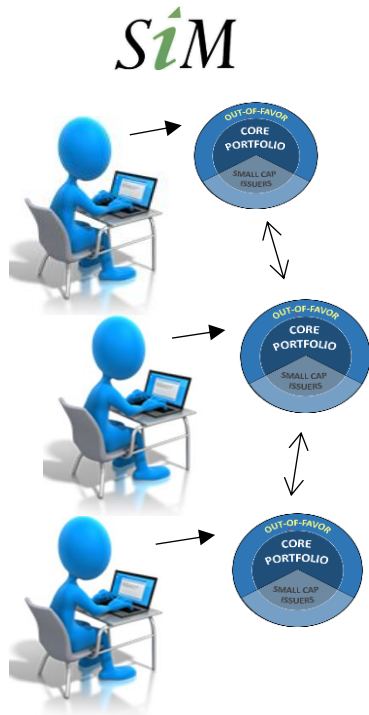 SiM
OUT-OF-FAVOR
CORE
PORTFOLIO
SMALL CAP
ISSUERS
OUT-OF-FAVOR
CORE
PORTFOLIO
SMALL CAP
ISSUERS
OUT-OF-FAVOR
CORE
PORTFOLIO
SMALL CAP
ISSUERS